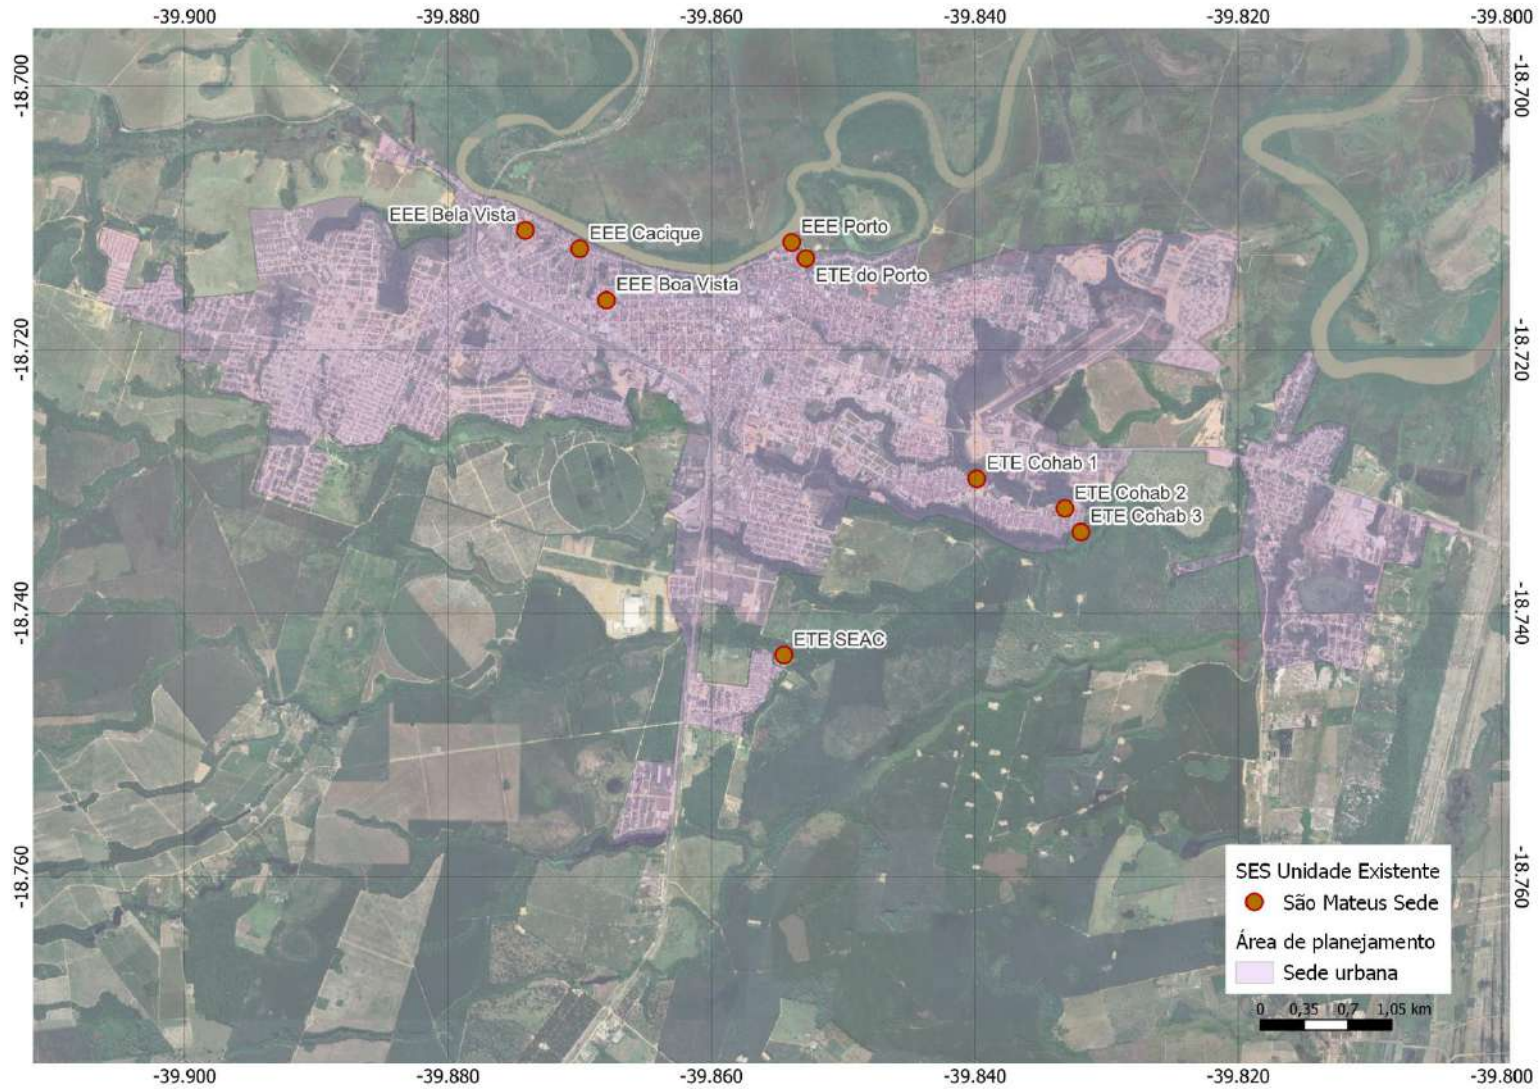 -39.900 -39.880 -39.860 -39.840 -39.820 -39.800
-18.700 -18.700
EEE Bela Vista
EEE Cacique
EEE Porto
ETE do Porto
EEE Boa Vista
-18.720 -18.720
ETE Cohab 1
ETE Cohab 2
ETE Cohab 3
-18.740 -18.740
ETE SEAC
-18.760 -18.760
SES Unidade Existente
São Mateus Sede
Área de planejamento
Sede urbana
0 0,35 0,7 1,05 km
-39.900 -39.880 -39.860 -39.840 -39.820 -39.800